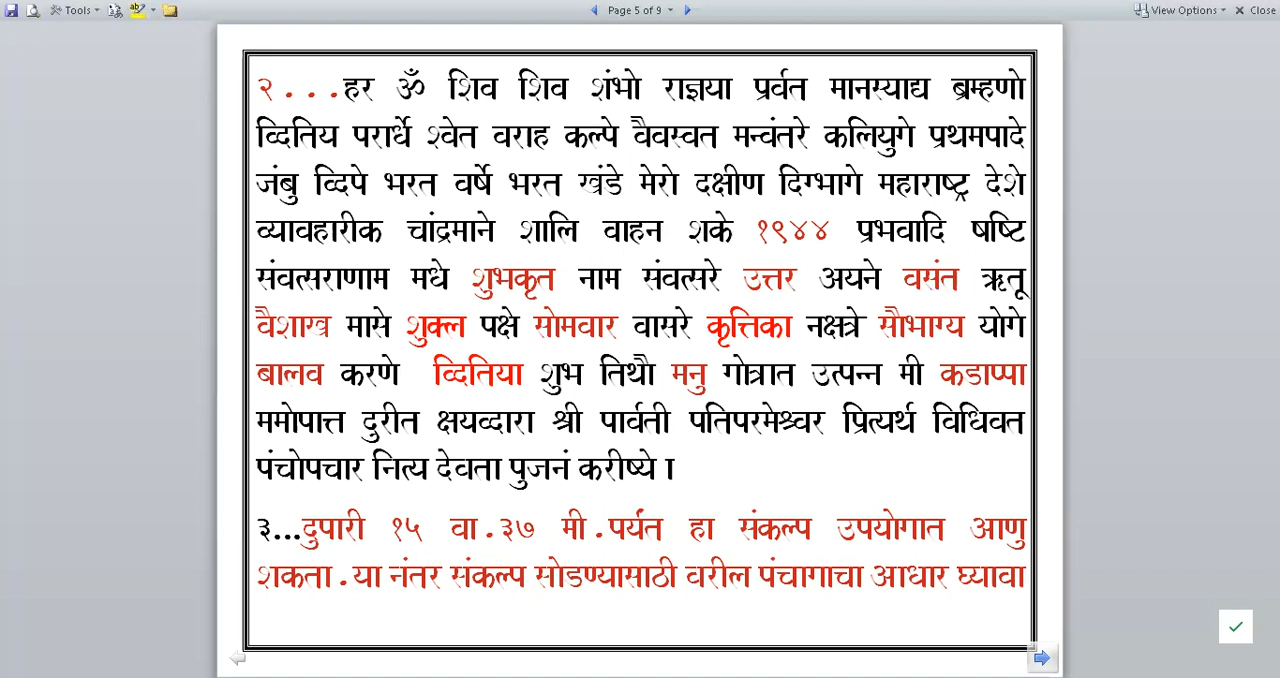 Tools
Page 5 of 9
View Options
Close
२...हर ॐ शिव शिव शंभो राज्ञया प्रर्वत मानस्याद्य ब्रम्हणो
व्दितिय परार्धे श्वेत वराह कल्पे वैवस्वत मन्वंतरे कलियुगे प्रथमपादे
जंबु व्दिपे भरत वर्षे भरत खंडे मेरो दक्षीण दिग्भागे महाराष्ट्र देशे
व्यावहारीक चांद्रमाने शालि वाहन शके १९४४ प्रभवादि षष्टि
संवत्सराणाम मधे शुभकृत नाम संवत्सरे उत्तर अयने वसंत ऋतू
वैशाख मासे शुक्ल पक्षे सोमवार वासरे कृत्तिका नक्षत्रे सौभाग्य योगे
बालव करणे व्दितिया शुभ तिथौ मनु गोत्रात उत्पन्न मी कडाप्पा
ममोपात्त दुरीत क्षयव्दारा श्री पार्वती पतिपरमेश्र्वर प्रित्यर्थ विधिवत
पंचोपचार नित्य देवता पुजनं करीष्ये ।
३...दुपारी १५ वा.३७ मी.पर्यंत हा संकल्प उपयोगात आणु
शकता.या नंतर संकल्प सोडण्यासाठी वरील पंचागाचा आधार घ्यावा